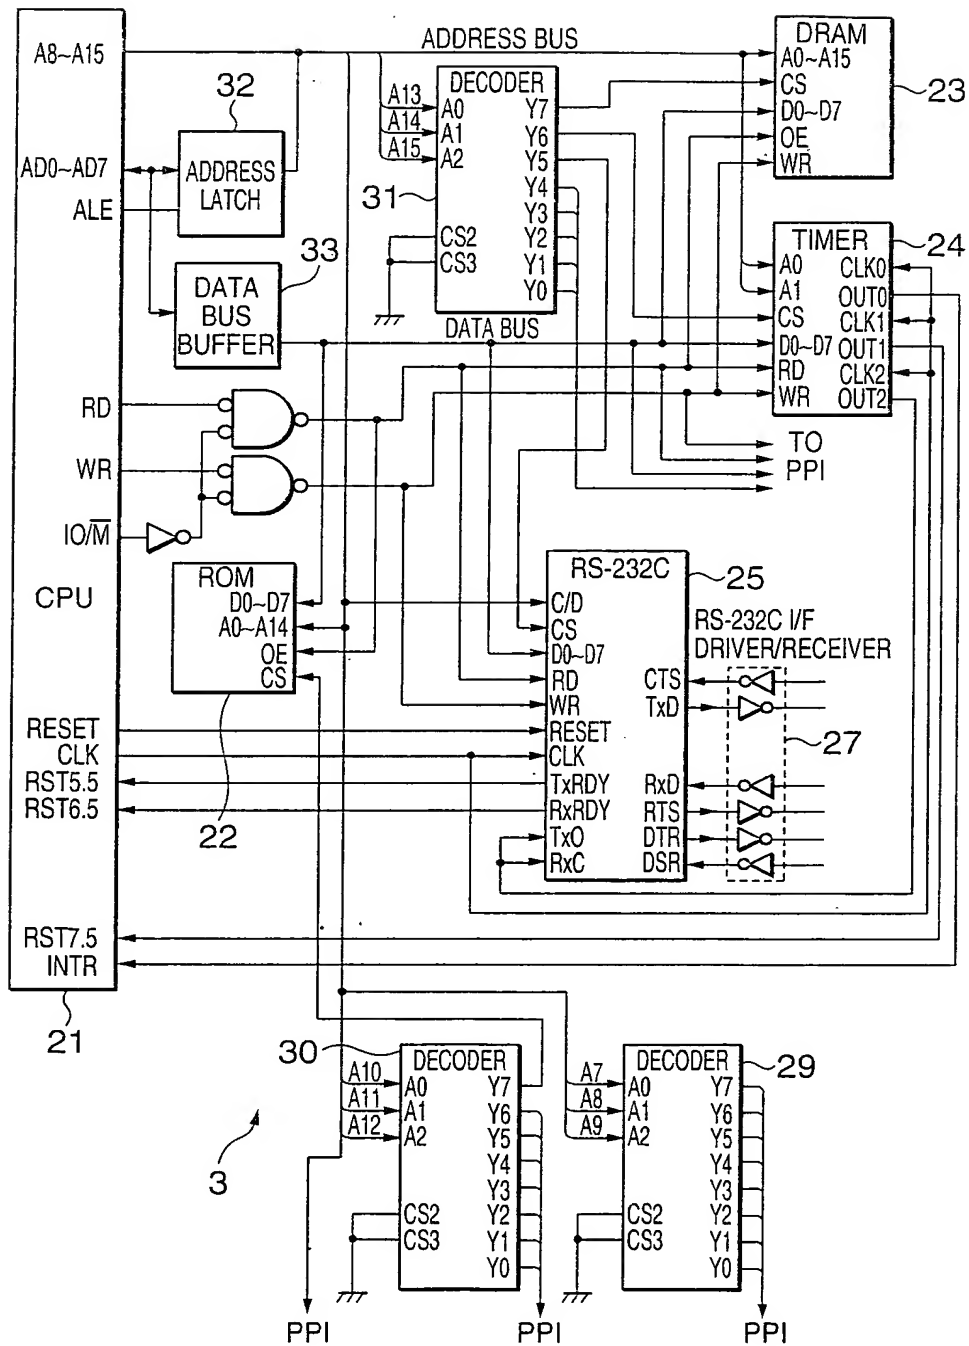 ADDRESS BUS
A8~A15
AD0~AD7
ALE
RD
WR
IO/M̅
CPU
RESET
CLK
RST5.5
RST6.5
RST7.5
INTR
21
32
ADDRESS
LATCH
33
DATA
BUS
BUFFER
DECODER
A13
A14
A15
A0
A1
A2
CS2
CS3
Y7
Y6
Y5
Y4
Y3
Y2
Y1
Y0
31
DATA BUS
DRAM
A0~A15
CS
D0~D7
OE
WR
23
TIMER
A0
A1
CS
D0~D7
RD
WR
CLK0
OUT0
CLK1
OUT1
CLK2
OUT2
24
TO
PPI
ROM
D0~D7
A0~A14
OE
CS
22
RS-232C
C/D
CS
D0~D7
RD
WR
RESET
CLK
TxRDY
RxRDY
TxO
RxC
CTS
TxD
RxD
RTS
DTR
DSR
25
RS-232C I/F
DRIVER/RECEIVER
27
30
DECODER
A10
A11
A12
A0
A1
A2
CS2
CS3
Y7
Y6
Y5
Y4
Y3
Y2
Y1
Y0
DECODER
29
A7
A8
A9
A0
A1
A2
CS2
CS3
Y7
Y6
Y5
Y4
Y3
Y2
Y1
Y0
3
PPI
PPI
PPI